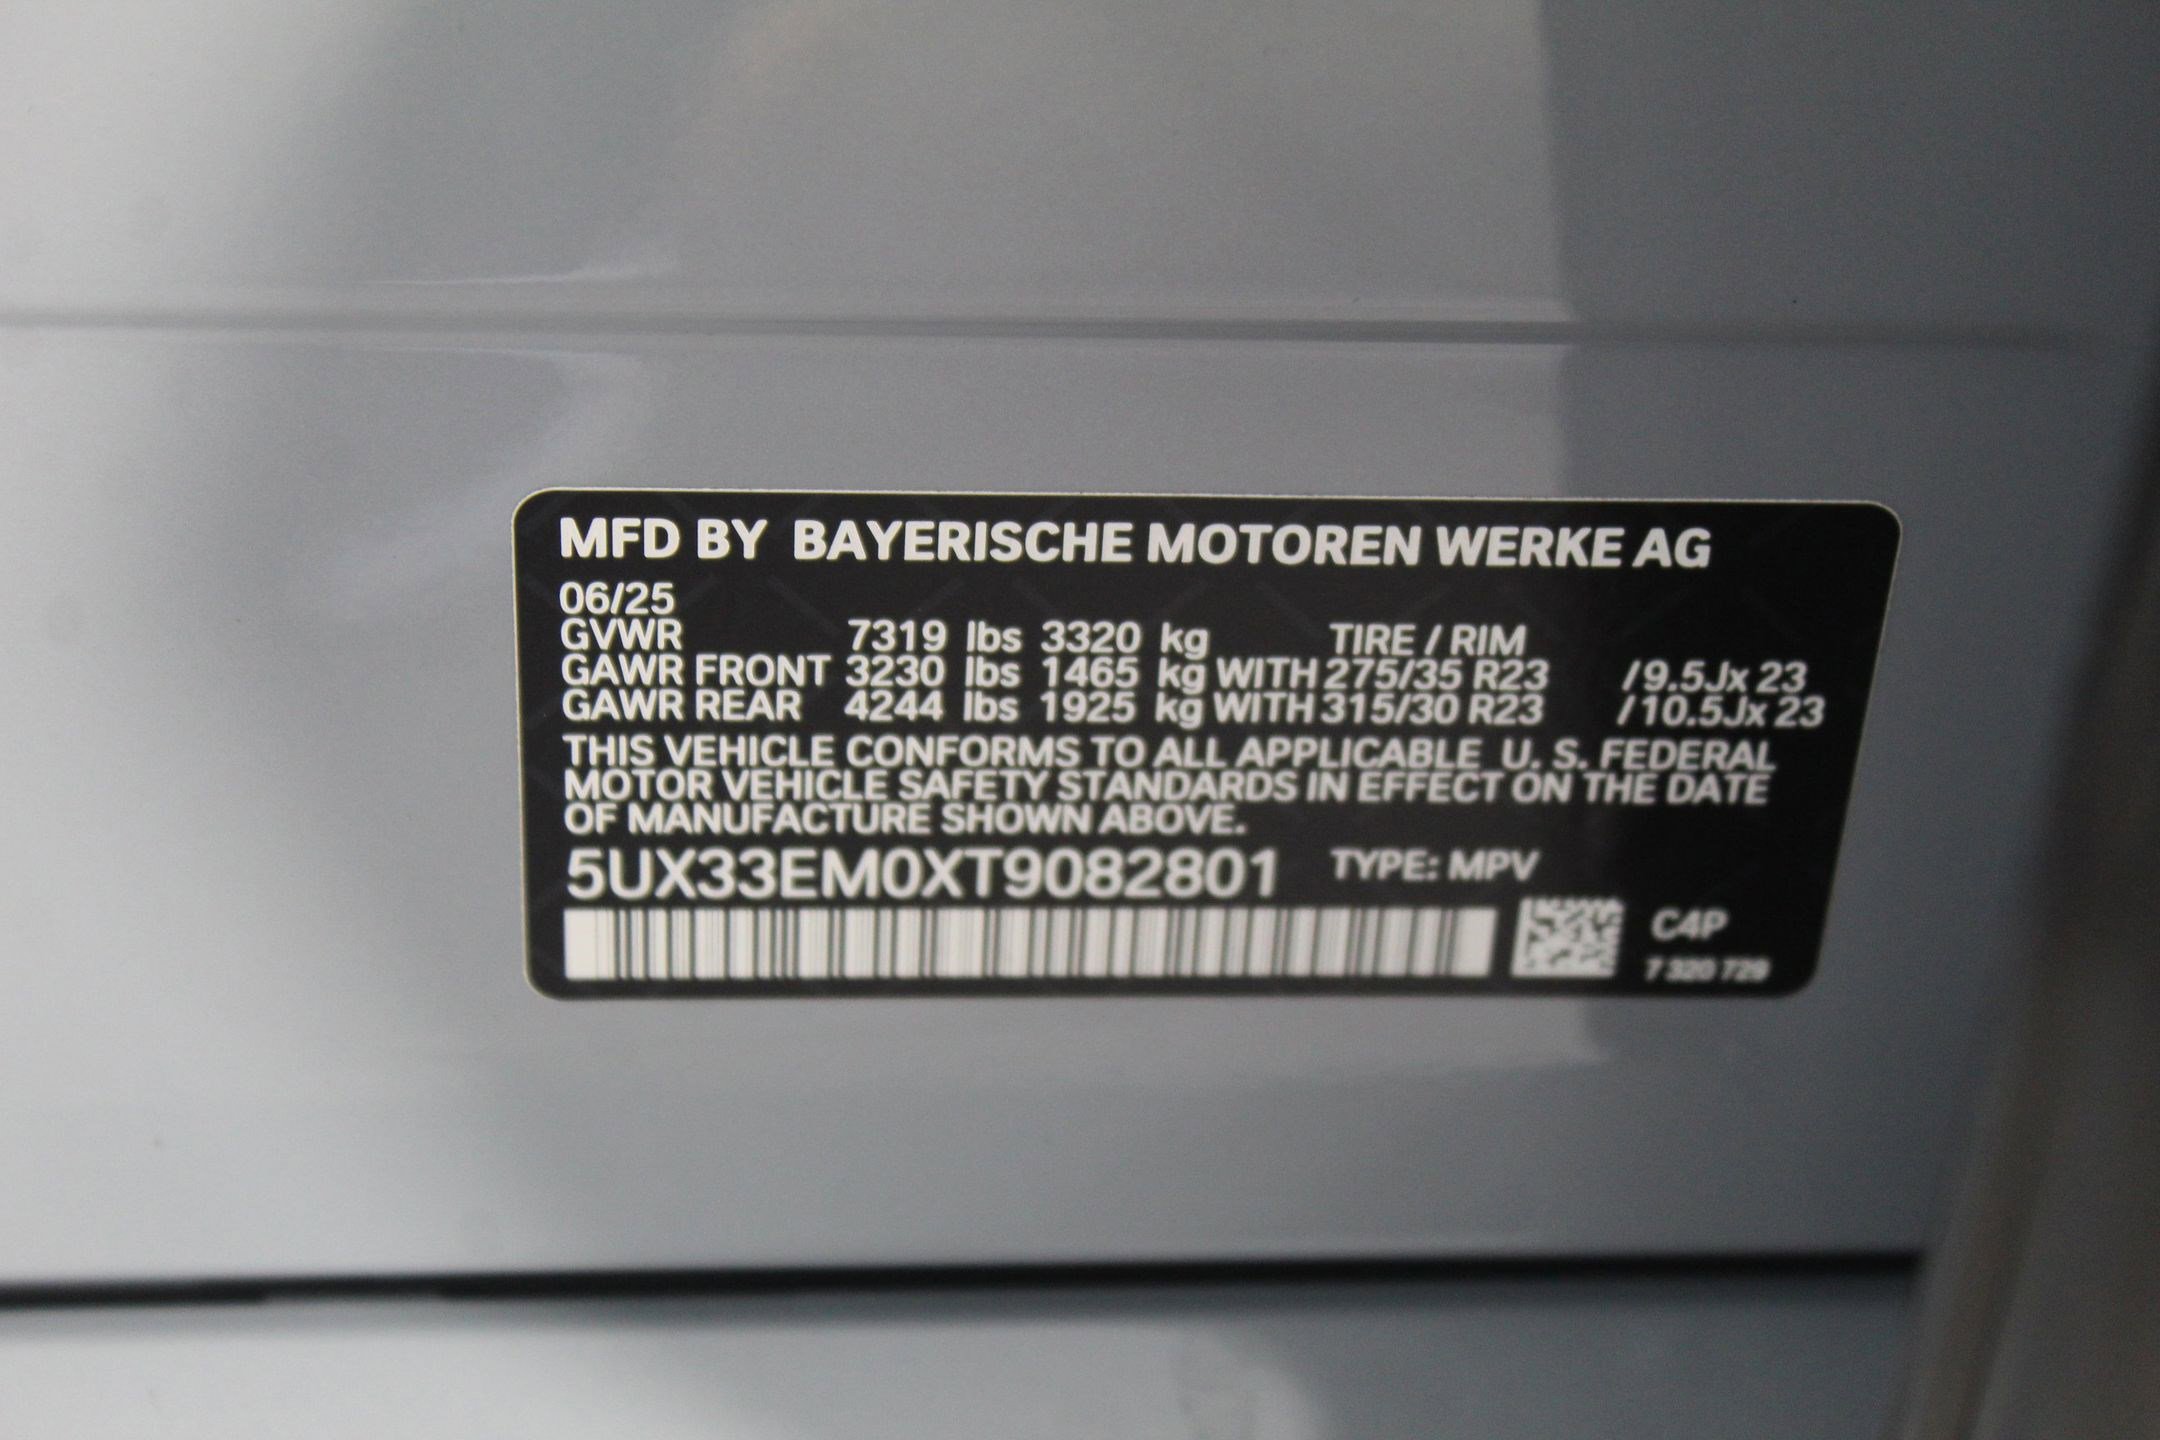 MFD BY BAYERISCHE MOTOREN WERKE AG
06/25
GVWR 7319 lbs 3320 kg TIRE / RIM
GAWR FRONT 3230 lbs 1465 kg WITH 275/35 R23 /9.5Jx 23
GAWR REAR 4244 lbs 1925 kg WITH 315/30 R23 /10.5Jx 23
THIS VEHICLE CONFORMS TO ALL APPLICABLE U. S. FEDERAL
MOTOR VEHICLE SAFETY STANDARDS IN EFFECT ON THE DATE
OF MANUFACTURE SHOWN ABOVE.
5UX33EM0XT9082801 TYPE: MPV
C4P
7 320 729